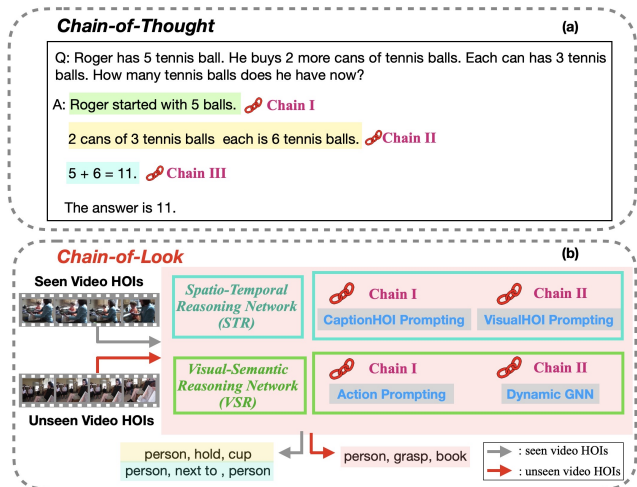 Chain-of-Thought
(a)
Q: Roger has 5 tennis ball. He buys 2 more cans of tennis balls. Each can has 3 tennis
balls. How many tennis balls does he have now?
A: Roger started with 5 balls. Chain I
2 cans of 3 tennis balls each is 6 tennis balls. Chain II
5 + 6 = 11. Chain III
The answer is 11.
Chain-of-Look
(b)
Seen Video HOIs
Spatio-Temporal
Reasoning Network
(STR)
Chain I
CaptionHOI Prompting
Chain II
VisualHOI Prompting
Visual-Semantic
Reasoning Network
(VSR)
Chain I
Action Prompting
Chain II
Dynamic GNN
Unseen Video HOIs
person, hold, cup
person, next to , person
person, grasp, book
: seen video HOIs
: unseen video HOIs